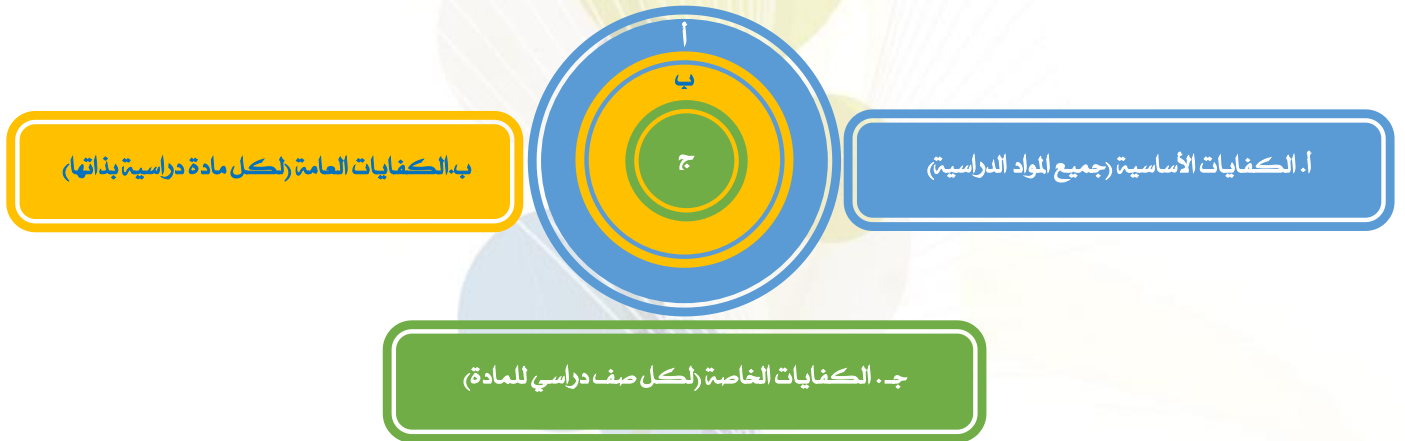 أ
ب
ج
أ. الكفايات الأساسية (جميع المواد الدراسية)
ب.الكفايات العامة (لكل مادة دراسية بذاتها)
جـ. الكفايات الخاصة (لكل صف دراسي للمادة)